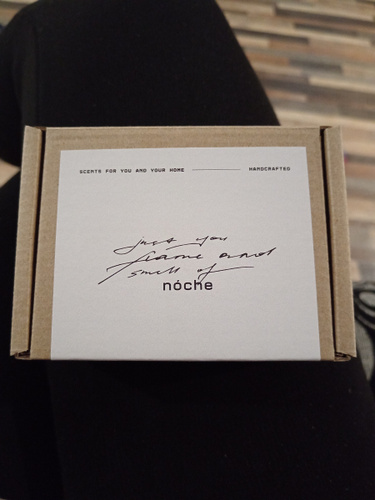 SCENTS FOR YOU AND YOUR HOME HANDCRAFTED
just you
flame and
smell of
nóche